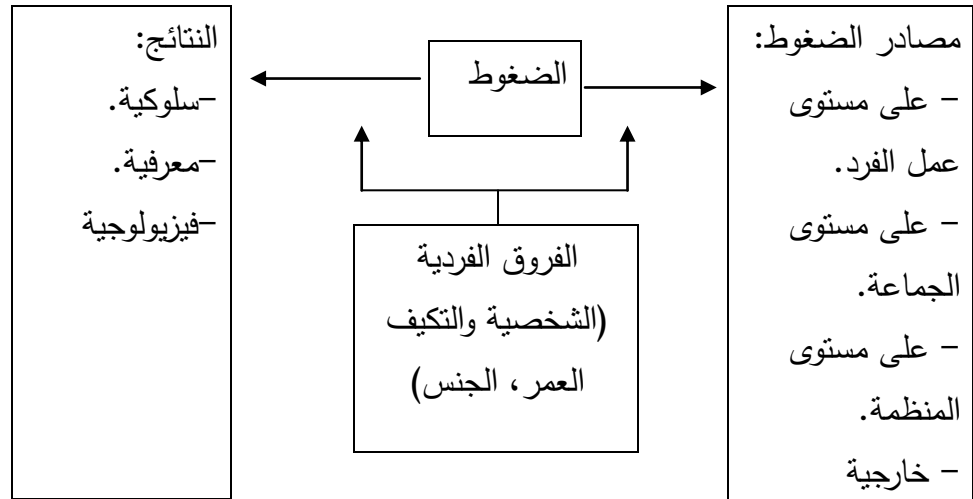 مصادر الضغوط:
– على مستوى
عمل الفرد.
– على مستوى
الجماعة.
– على مستوى
المنظمة.
– خارجية
الضغوط
الفروق الفردية
(الشخصية والتكيف
العمر، الجنس)
النتائج:
–سلوكية.
–معرفية.
–فيزيولوجية